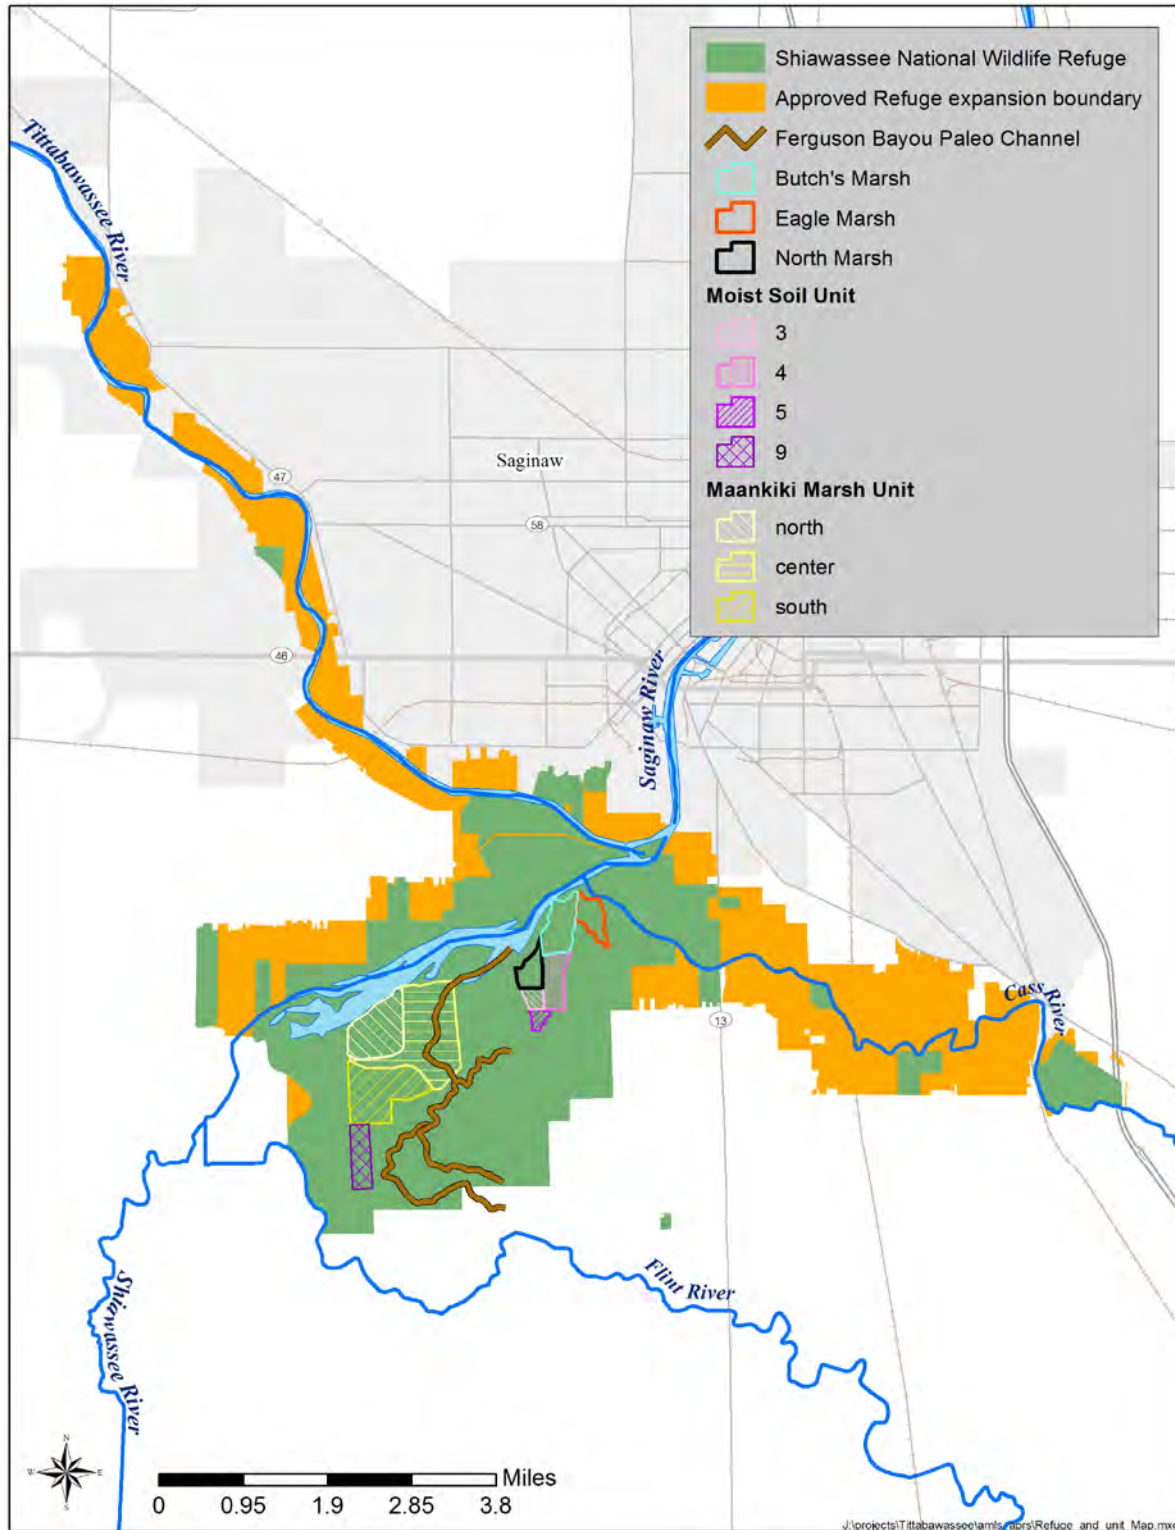 Shiawassee National Wildlife Refuge
Approved Refuge expansion boundary
Ferguson Bayou Paleo Channel
Butch's Marsh
Eagle Marsh
North Marsh
Moist Soil Unit
3
4
5
9
Maankiki Marsh Unit
north
center
south
Tittabawassee River
Saginaw
47
58
46
Saginaw River
Cass River
13
Flint River
Shiawassee River
N
W E
S
Miles
0 0.95 1.9 2.85 3.8